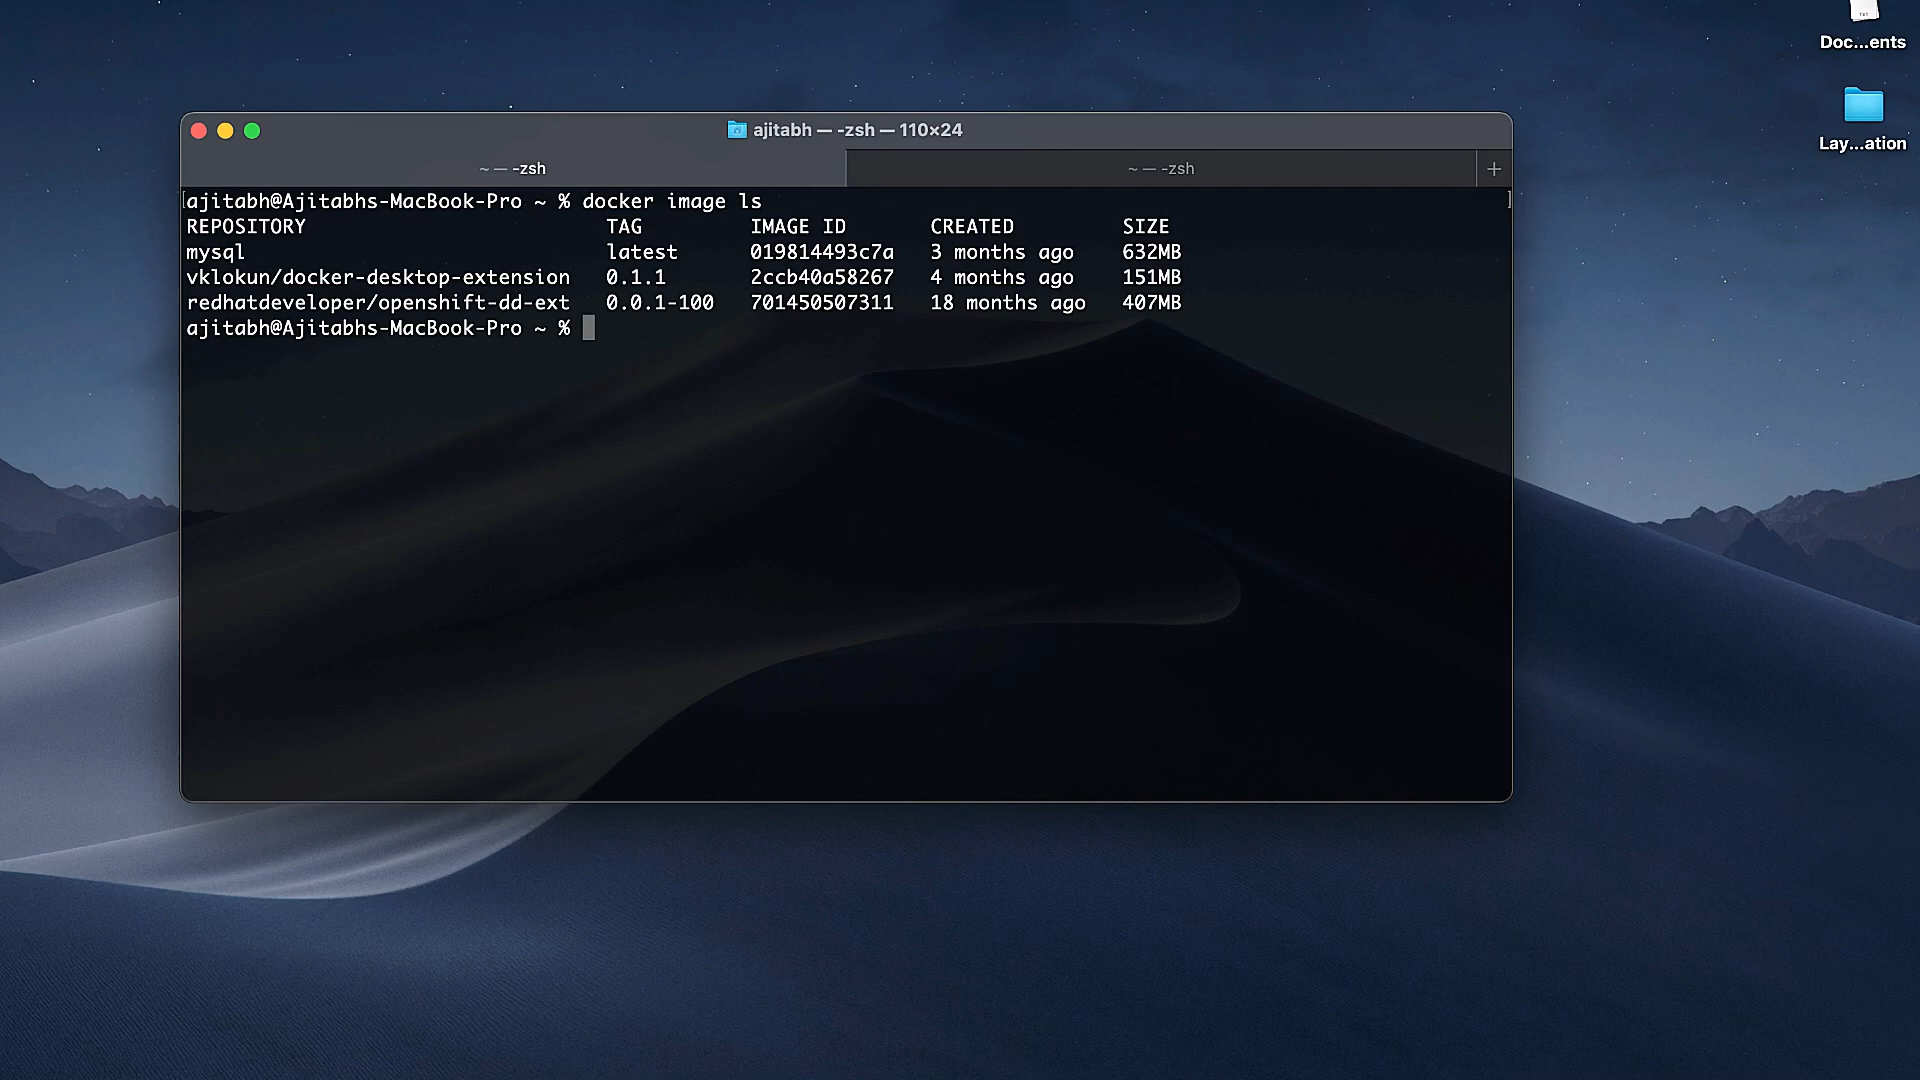 TXT
Doc...ents
Lay...ation
ajitabh — -zsh — 110×24
~ — -zsh
~ — -zsh
+
[ajitabh@Ajitabhs-MacBook-Pro ~ % docker image ls ]
REPOSITORY TAG IMAGE ID CREATED SIZE
mysql latest 019814493c7a 3 months ago 632MB
vklokun/docker-desktop-extension 0.1.1 2ccb40a58267 4 months ago 151MB
redhatdeveloper/openshift-dd-ext 0.0.1-100 701450507311 18 months ago 407MB
ajitabh@Ajitabhs-MacBook-Pro ~ %